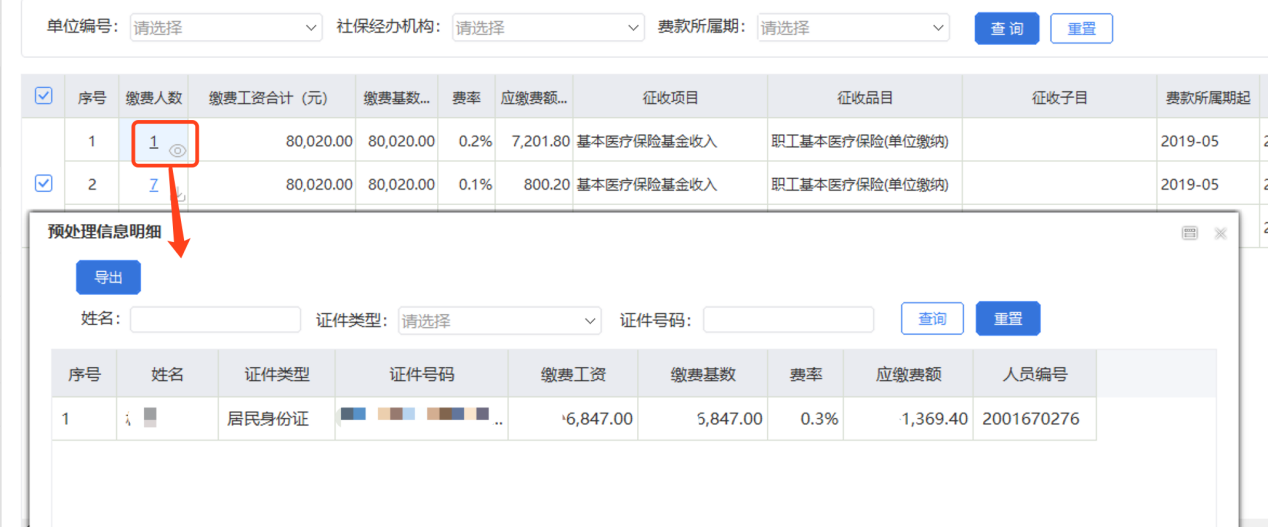 单位编号： 请选择 社保经办机构： 请选择 费款所属期： 请选择 查 询 重置
序号 缴费人数 缴费工资合计（元） 缴费基数... 费率 应缴费额... 征收项目 征收品目 征收子目 费款所属期起
1 1 80,020.00 80,020.00 0.2% 7,201.80 基本医疗保险基金收入 职工基本医疗保险(单位缴纳) 2019-05
2 7 80,020.00 80,020.00 0.1% 800.20 基本医疗保险基金收入 职工基本医疗保险(单位缴纳) 2019-05
预处理信息明细
导出
姓名： 证件类型： 请选择 证件号码： 查询 重置
序号 姓名 证件类型 证件号码 缴费工资 缴费基数 费率 应缴费额 人员编号
1 居民身份证 .. 6,847.00 6,847.00 0.3% 1,369.40 2001670276